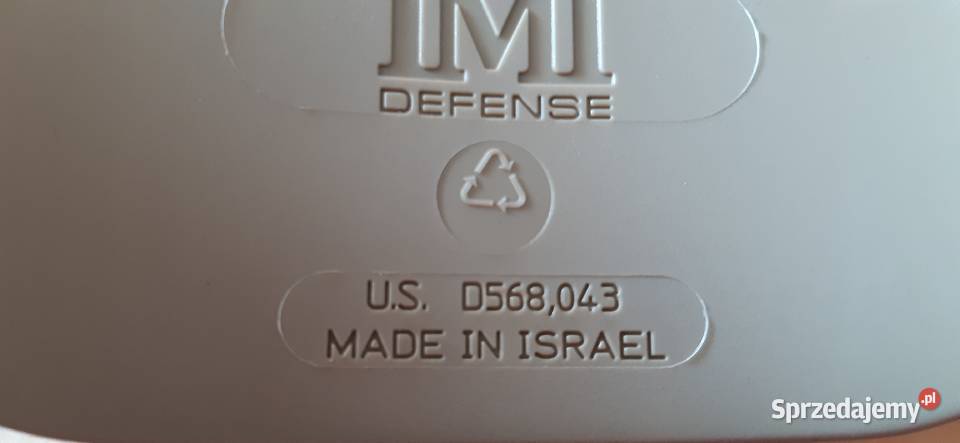 IMI
DEFENSE
U.S. D568,043
MADE IN ISRAEL
Sprzedajemy.pl